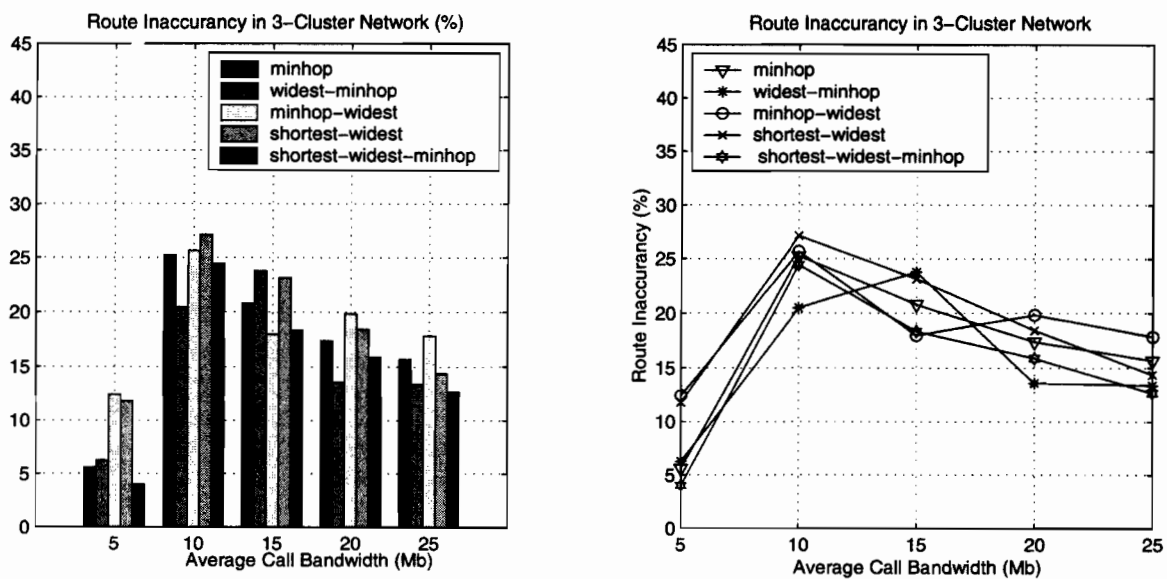 Route Inaccurancy in 3-Cluster Network (%)
45
40
35
30
25
20
15
10
5
0
minhop
widest-minhop
minhop-widest
shortest-widest
shortest-widest-minhop
5
10
15
20
25
Average Call Bandwidth (Mb)
Route Inaccurancy in 3-Cluster Network
Route Inaccurancy (%)
45
40
35
30
25
20
15
10
5
0
minhop
widest-minhop
minhop-widest
shortest-widest
shortest-widest-minhop
5
10
15
20
25
Average Call Bandwidth (Mb)